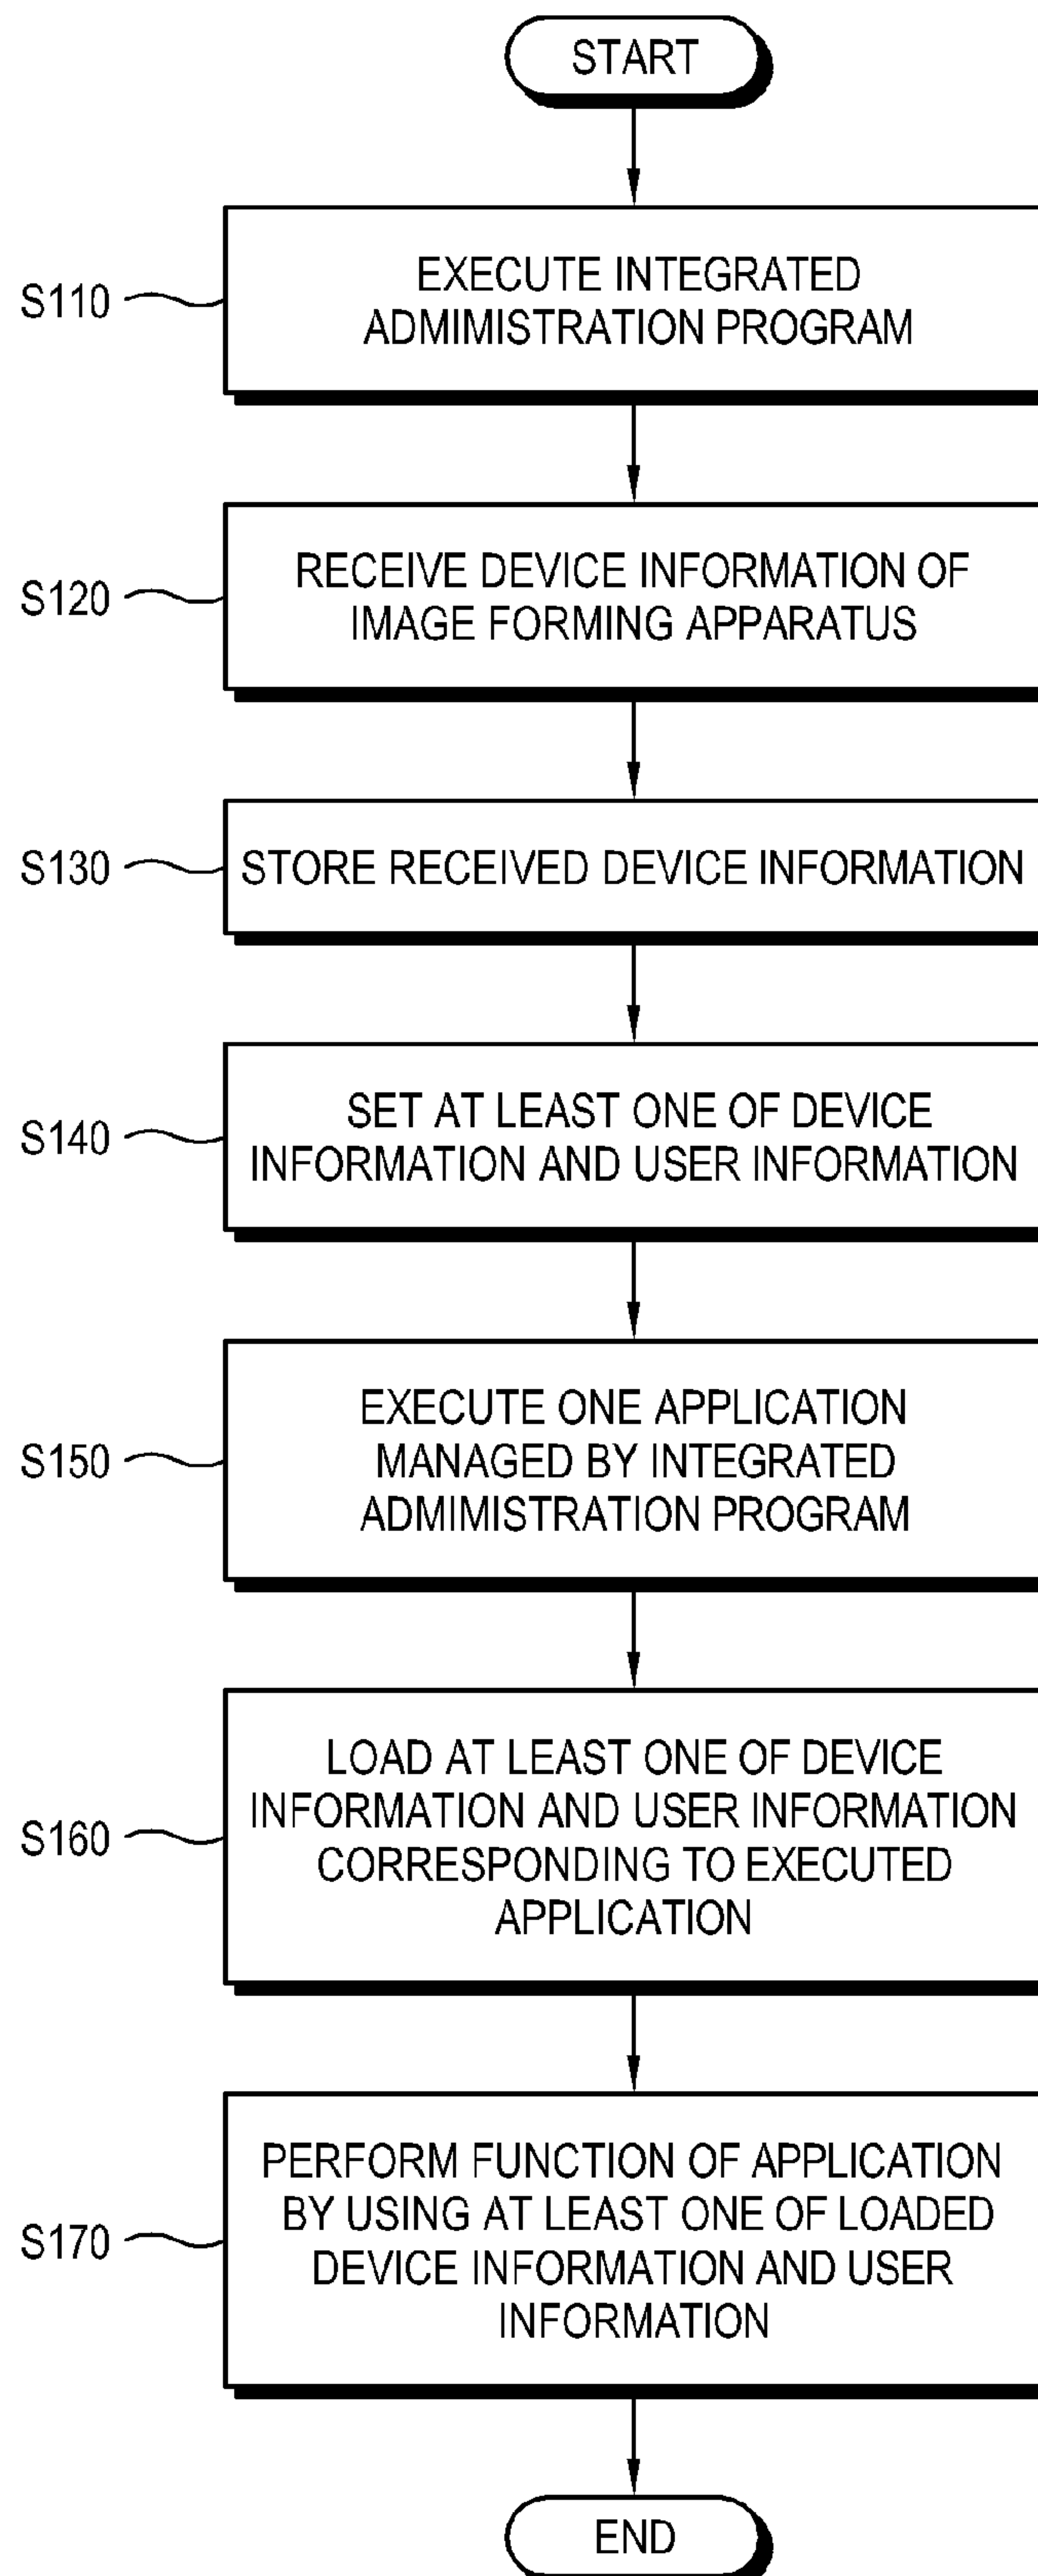 START
S110
EXECUTE INTEGRATED
ADMIMISTRATION PROGRAM
S120
RECEIVE DEVICE INFORMATION OF
IMAGE FORMING APPARATUS
S130
STORE RECEIVED DEVICE INFORMATION
S140
SET AT LEAST ONE OF DEVICE
INFORMATION AND USER INFORMATION
S150
EXECUTE ONE APPLICATION
MANAGED BY INTEGRATED
ADMIMISTRATION PROGRAM
S160
LOAD AT LEAST ONE OF DEVICE
INFORMATION AND USER INFORMATION
CORRESPONDING TO EXECUTED
APPLICATION
S170
PERFORM FUNCTION OF APPLICATION
BY USING AT LEAST ONE OF LOADED
DEVICE INFORMATION AND USER
INFORMATION
END